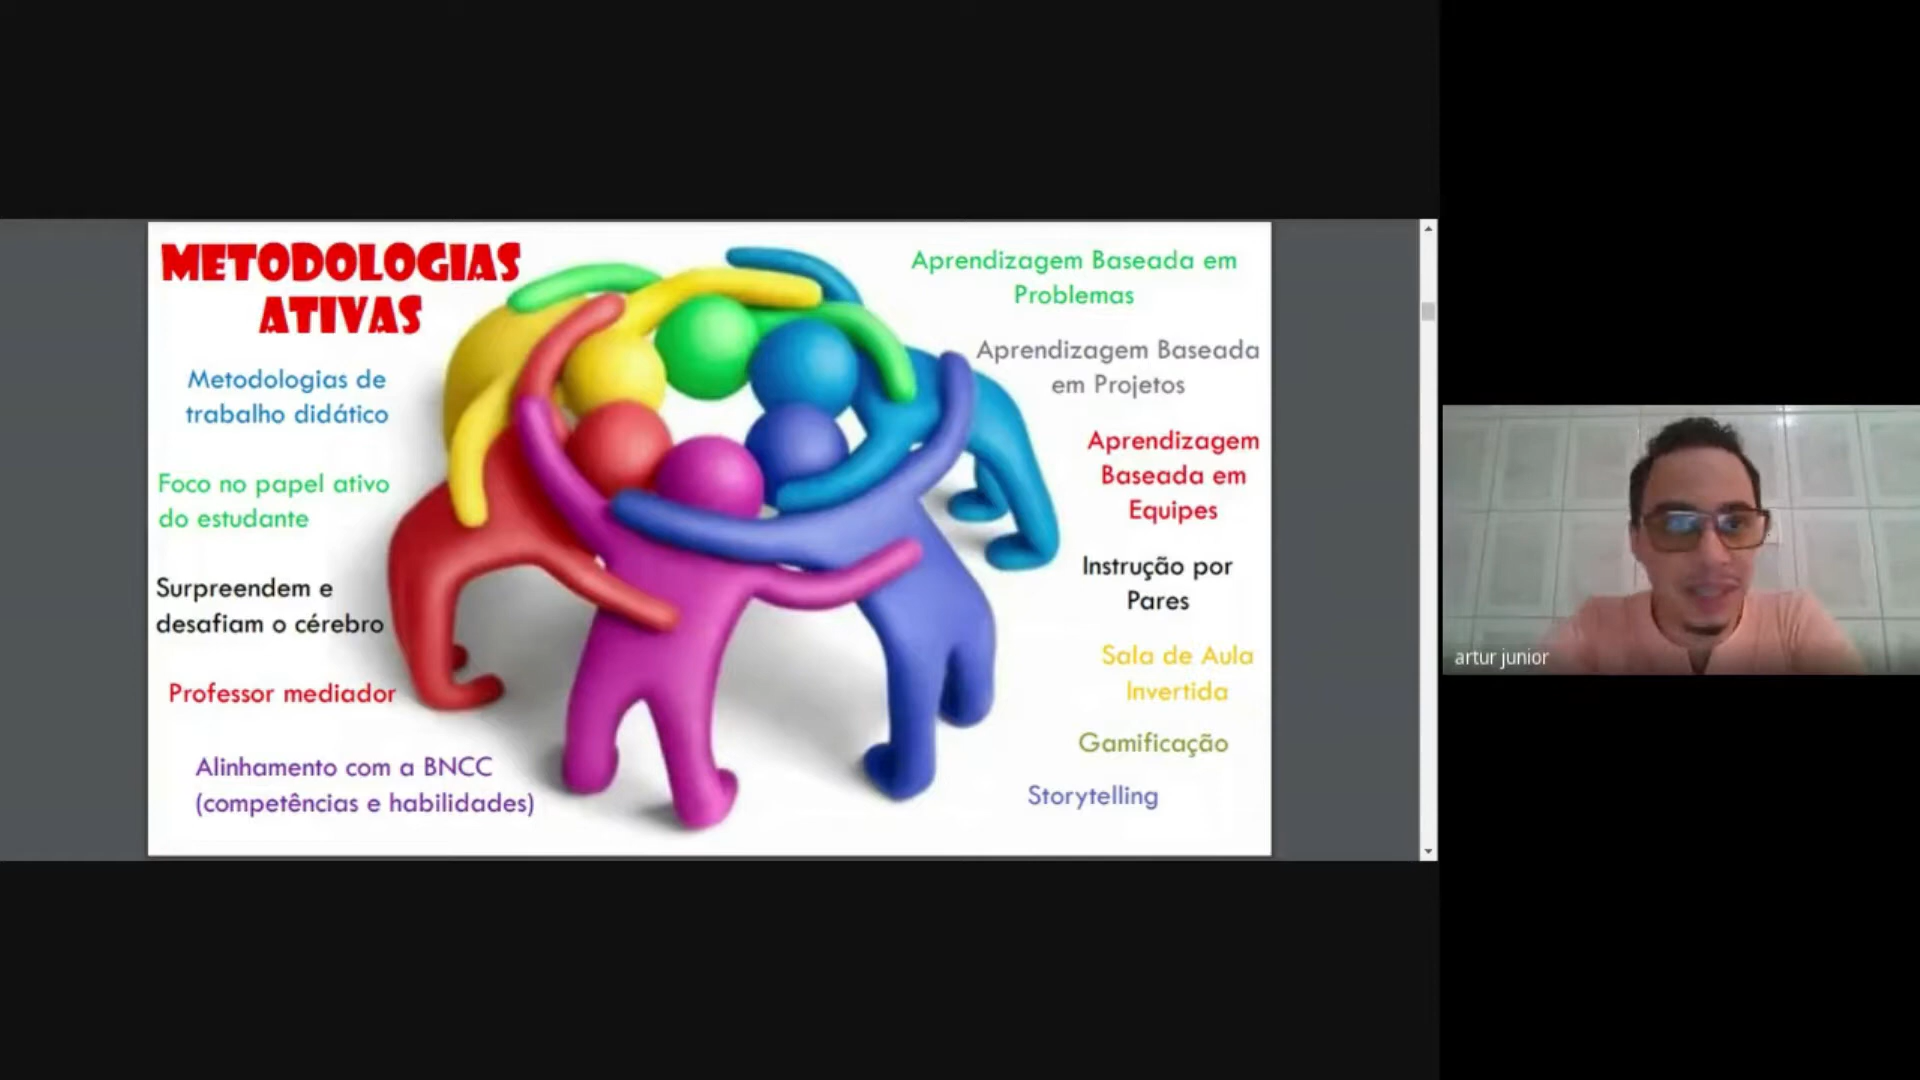 METODOLOGIAS
ATIVAS
Metodologias de
trabalho didático
Foco no papel ativo
do estudante
Surpreendem e
desafiam o cérebro
Professor mediador
Alinhamento com a BNCC
(competências e habilidades)
Aprendizagem Baseada em
Problemas
Aprendizagem Baseada
em Projetos
Aprendizagem
Baseada em
Equipes
Instrução por
Pares
Sala de Aula
Invertida
Gamificação
Storytelling
artur junior